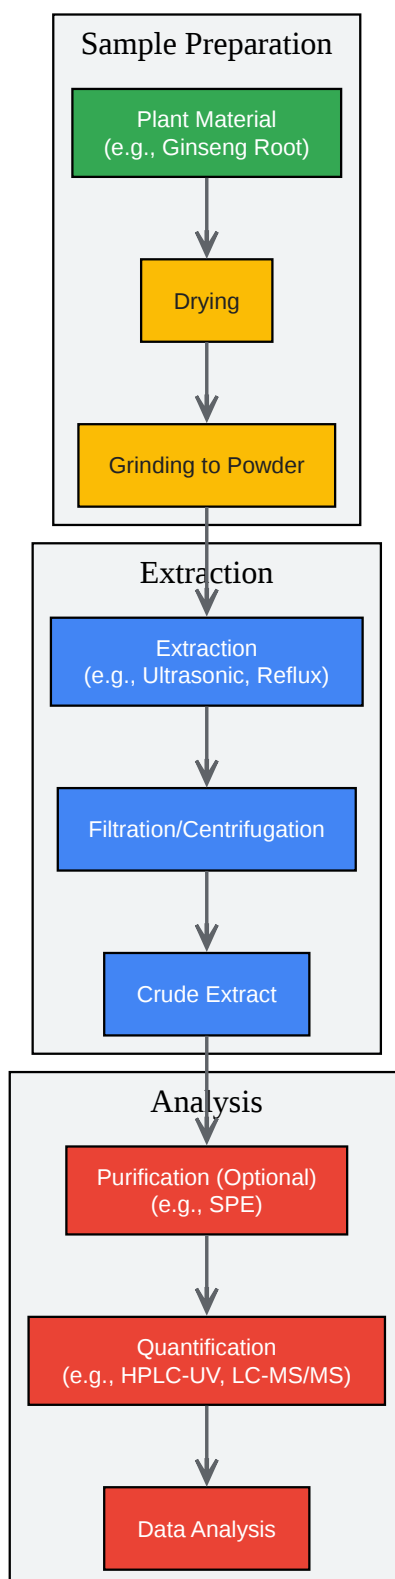 Sample Preparation
Plant Material
(e.g., Ginseng Root)
Drying
Grinding to Powder
Extraction
Extraction
(e.g., Ultrasonic, Reflux)
Filtration/Centrifugation
Crude Extract
Analysis
Purification (Optional)
(e.g., SPE)
Quantification
(e.g., HPLC-UV, LC-MS/MS)
Data Analysis